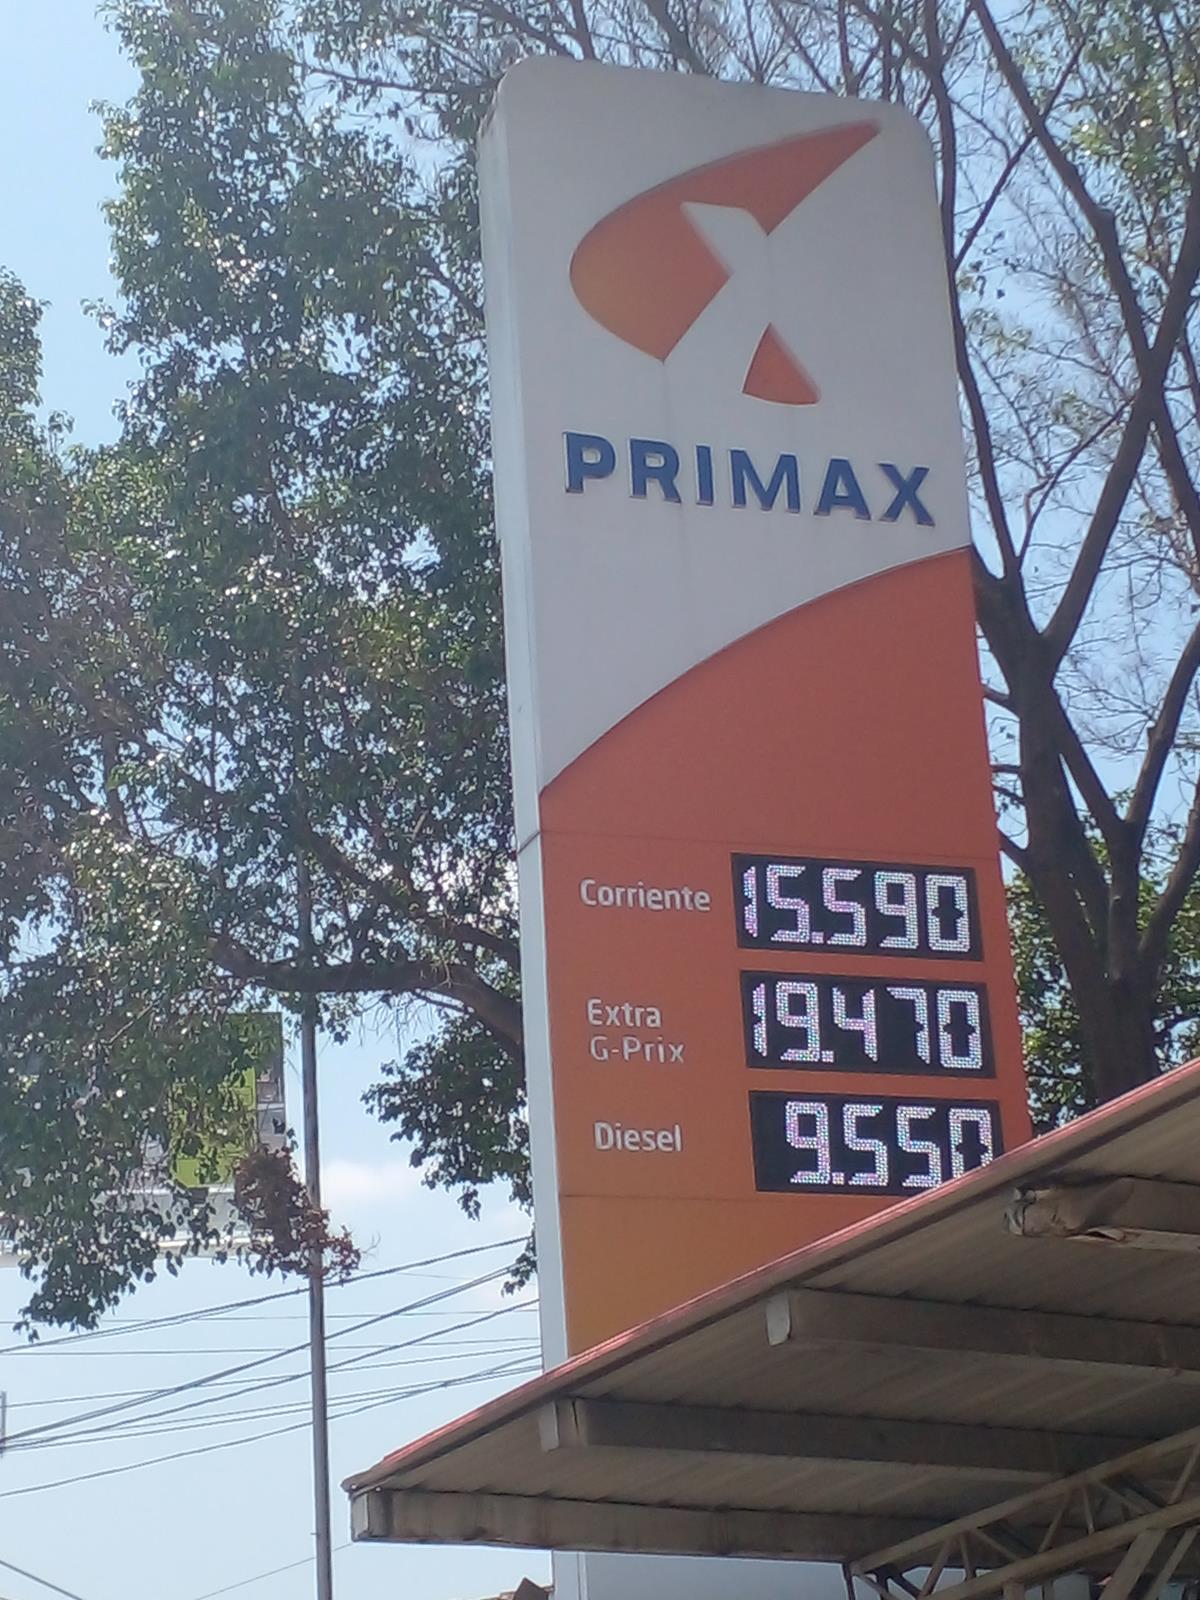 PRIMAX
Corriente 15.590
Extra
G-Prix 19.470
Diesel 9.550